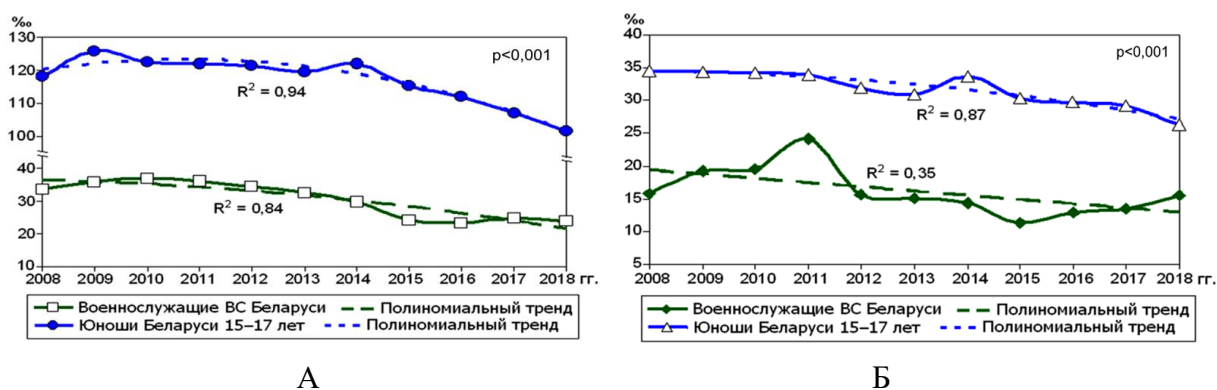 ‰
130
120
110
100
40
30
20
10
p<0,001
R² = 0,94
R² = 0,84
2008 2009 2010 2011 2012 2013 2014 2015 2016 2017 2018 гг.
Военнослужащие ВС Беларуси Полиномиальный тренд
Юноши Беларуси 15–17 лет Полиномиальный тренд
А
‰
40
35
30
25
20
15
10
5
p<0,001
R² = 0,87
R² = 0,35
2008 2009 2010 2011 2012 2013 2014 2015 2016 2017 2018 гг.
Военнослужащие ВС Беларуси Полиномиальный тренд
Юноши Беларуси 15–17 лет Полиномиальный тренд
Б